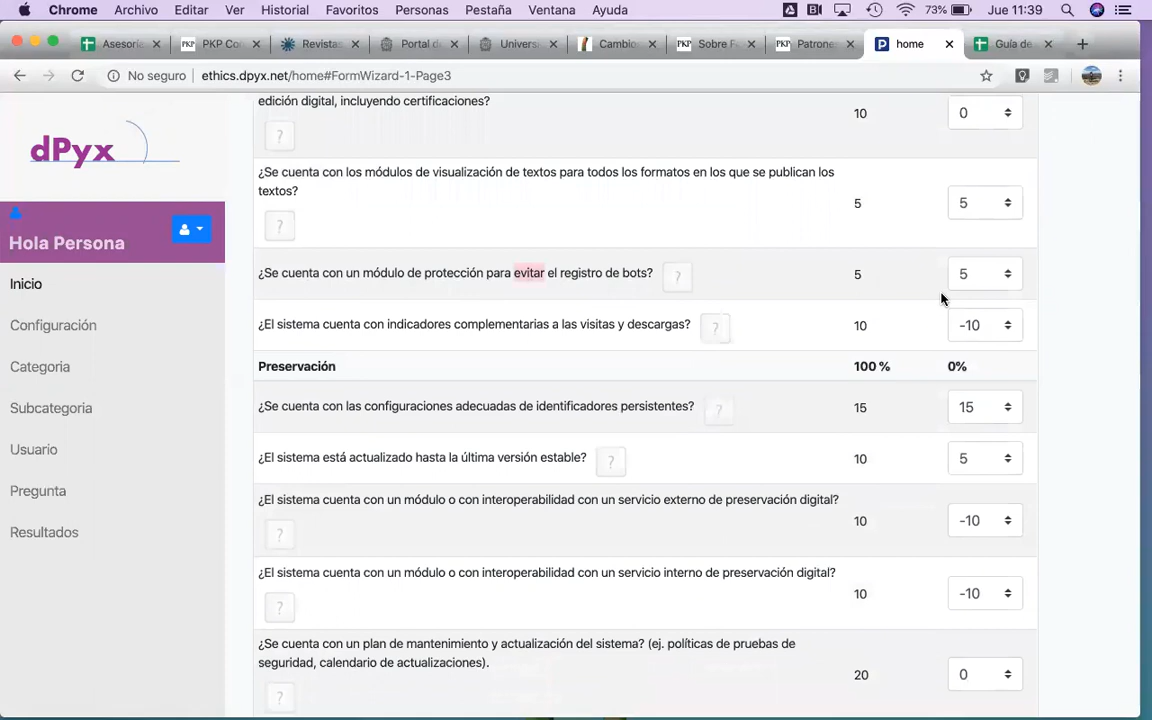 Chrome Archivo Editar Ver Historial Favoritos Personas Pestaña Ventana Ayuda 73% Jue 11:39
Asesoría PKP Cor Revistas Portal de Univers Cambio PKP Sobre F PKP Patrone home Guía de
No seguro ethics.dpyx.net/home#FormWizard-1-Page3
dPyx
Hola Persona
Inicio
Configuración
Categoria
Subcategoria
Usuario
Pregunta
Resultados
edición digital, incluyendo certificaciones? 10 0
?
¿Se cuenta con los módulos de visualización de textos para todos los formatos en los que se publican los
textos? 5 5
?
¿Se cuenta con un módulo de protección para evitar el registro de bots? ? 5 5
¿El sistema cuenta con indicadores complementarias a las visitas y descargas? ? 10 -10
Preservación 100 % 0%
¿Se cuenta con las configuraciones adecuadas de identificadores persistentes? ? 15 15
¿El sistema está actualizado hasta la última versión estable? ? 10 5
¿El sistema cuenta con un módulo o con interoperabilidad con un servicio externo de preservación digital? 10 -10
?
¿El sistema cuenta con un módulo o con interoperabilidad con un servicio interno de preservación digital? 10 -10
?
¿Se cuenta con un plan de mantenimiento y actualización del sistema? (ej. políticas de pruebas de
seguridad, calendario de actualizaciones). 20 0
?